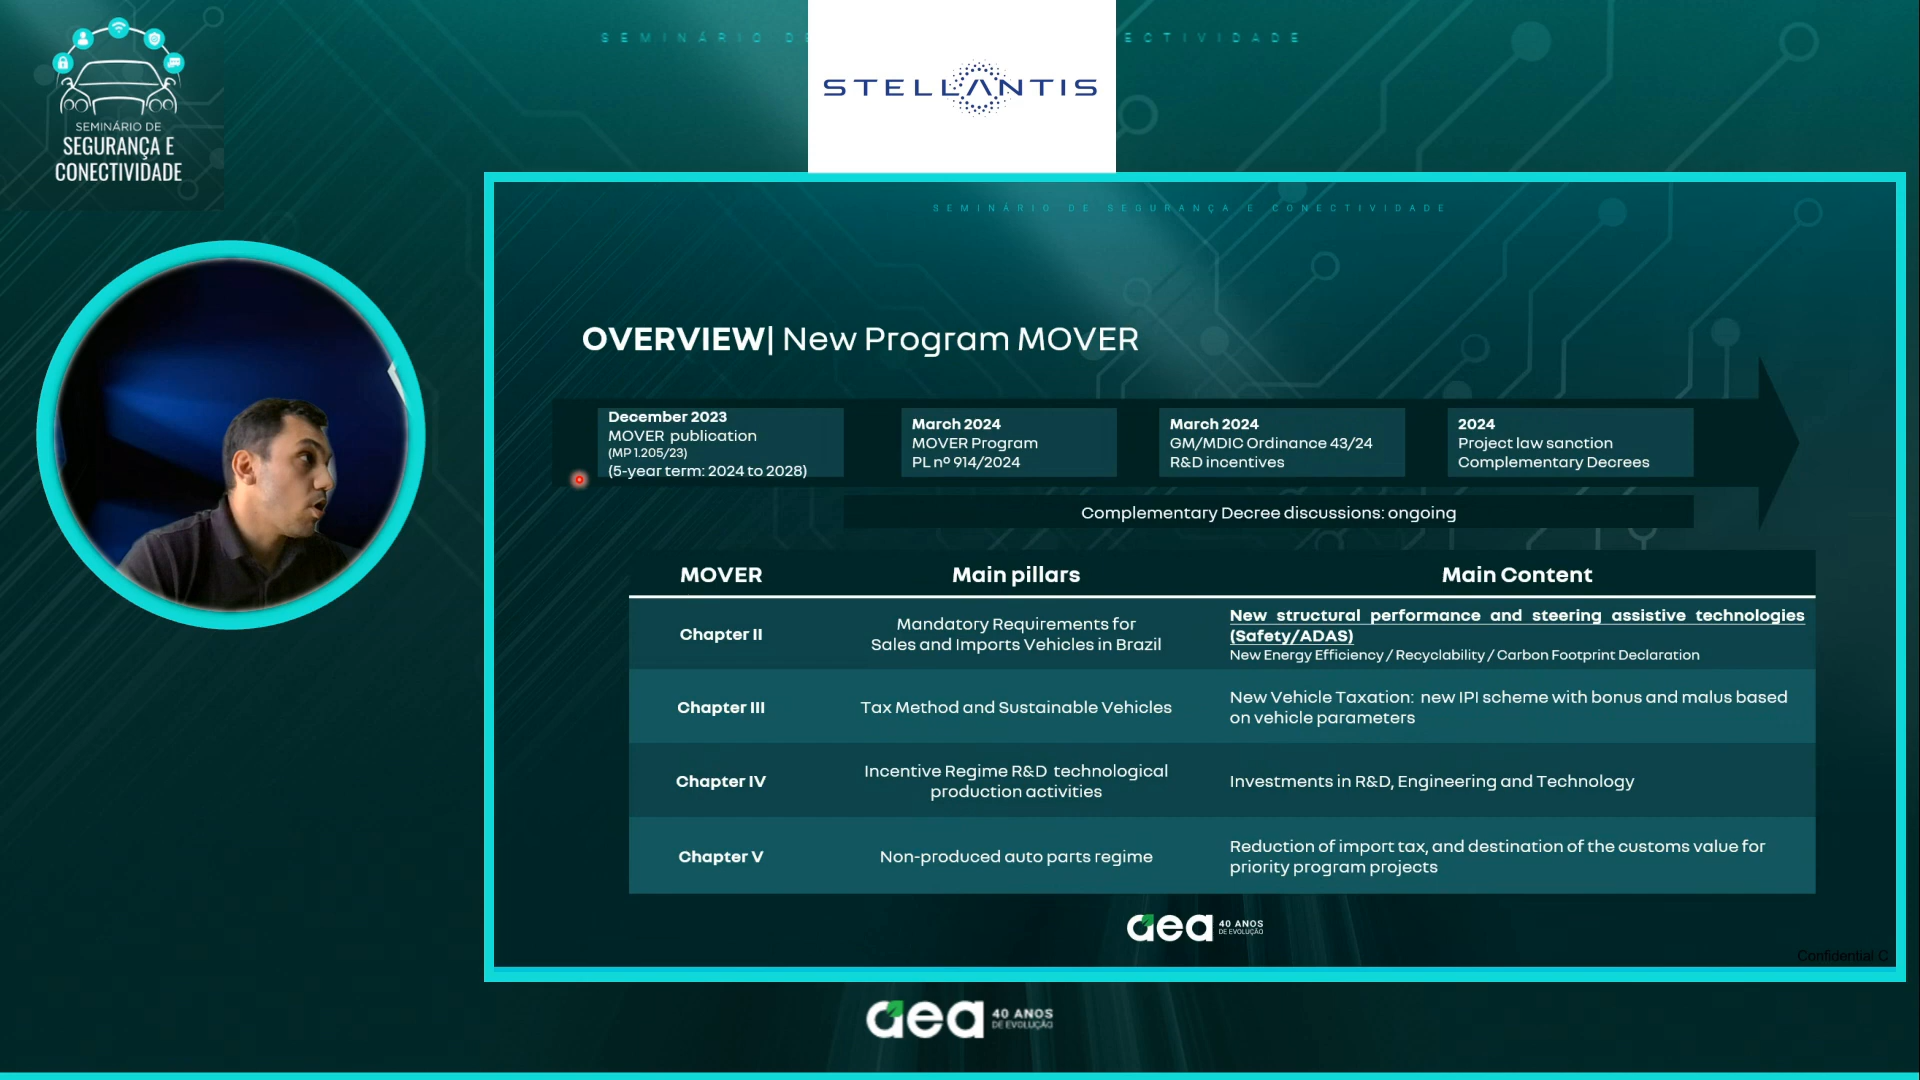 SEMINÁRIO DE
SEGURANÇA E
CONECTIVIDADE
SEMINÁRIO DE
ECTIVIDADE
STELLANTIS
SEMINÁRIO DE SEGURANÇA E CONECTIVIDADE
OVERVIEW| New Program MOVER
December 2023
MOVER publication
(MP 1.205/23)
(5-year term: 2024 to 2028)
March 2024
MOVER Program
PL nº 914/2024
March 2024
GM/MDIC Ordinance 43/24
R&D incentives
2024
Project law sanction
Complementary Decrees
Complementary Decree discussions: ongoing
MOVER Main pillars Main Content
Chapter II
Mandatory Requirements for
Sales and Imports Vehicles in Brazil
New structural performance and steering assistive technologies
(Safety/ADAS)
New Energy Efficiency / Recyclability / Carbon Footprint Declaration
Chapter III
Tax Method and Sustainable Vehicles
New Vehicle Taxation: new IPI scheme with bonus and malus based
on vehicle parameters
Chapter IV
Incentive Regime R&D technological
production activities
Investments in R&D, Engineering and Technology
Chapter V
Non-produced auto parts regime
Reduction of import tax, and destination of the customs value for
priority program projects
aea 40 ANOS
DE EVOLUÇÃO
Confidential C
aea 40 ANOS
DE EVOLUÇÃO